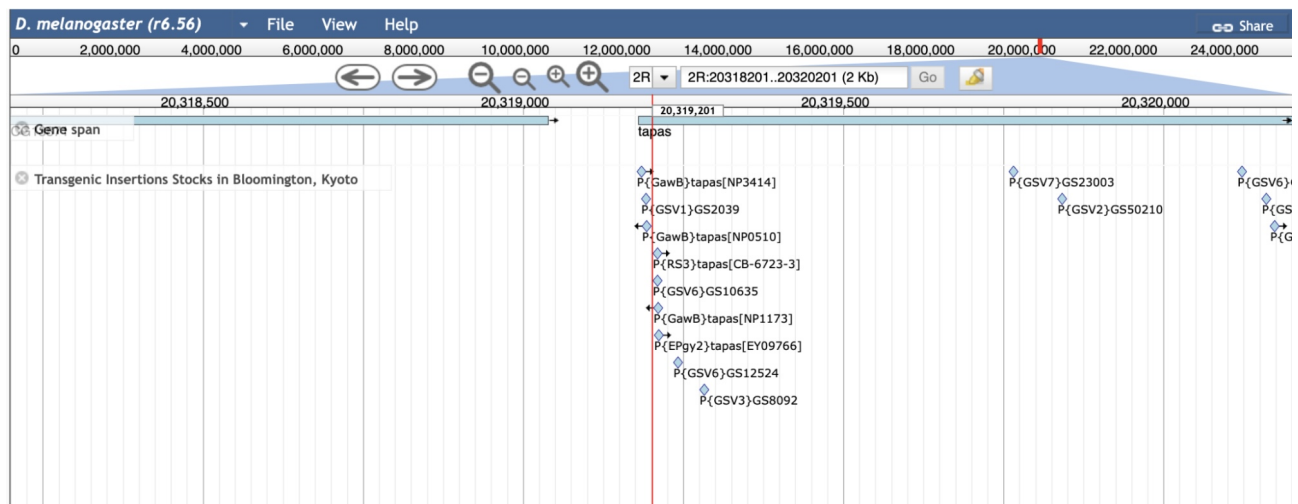 D. melanogaster (r6.56) File View Help Share
0 2,000,000 4,000,000 6,000,000 8,000,000 10,000,000 12,000,000 14,000,000 16,000,000 18,000,000 20,000,000 22,000,000 24,000,000
2R 2R:20318201..20320201 (2 Kb) Go
20,318,500 20,319,000 20,319,500 20,320,000
20,319,201
Gene span
tapas
Transgenic Insertions Stocks in Bloomington, Kyoto
P{GawB}tapas[NP3414] P{GSV7}GS23003 P{GSV6}
P{GSV1}GS2039 P{GSV2}GS50210 P{GS
P{GawB}tapas[NP0510] P{G
P{RS3}tapas[CB-6723-3]
P{GSV6}GS10635
P{GawB}tapas[NP1173]
P{EPgy2}tapas[EY09766]
P{GSV6}GS12524
P{GSV3}GS8092